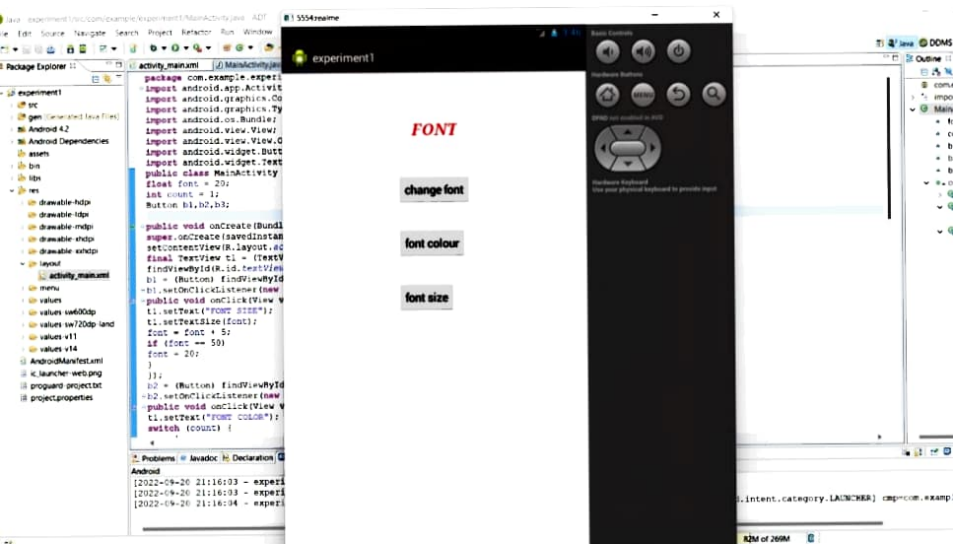 Java - experiment1/src/com/example/experiment1/MainActivity.java - ADT
File Edit Source Navigate Search Project Refactor Run Window
Java DDMS
Package Explorer
experiment1
src
gen [Generated Java Files]
Android 4.2
Android Dependencies
assets
bin
libs
res
drawable-hdpi
drawable-ldpi
drawable-mdpi
drawable-xhdpi
drawable-xxhdpi
layout
activity_main.xml
menu
values
values-sw600dp
values-sw720dp-land
values-v11
values-v14
AndroidManifest.xml
ic_launcher-web.png
proguard-project.txt
project.properties
activity_main.xml MainActivity.jav
package com.example.experi
import android.app.Activit
import android.graphics.Co
import android.graphics.Ty
import android.os.Bundle;
import android.view.View;
import android.view.View.O
import android.widget.Butt
import android.widget.Text
public class MainActivity
float font = 20;
int count = 1;
Button b1,b2,b3;
public void onCreate(Bundl
super.onCreate(savedInstan
setContentView(R.layout.ac
final TextView t1 = (TextV
findViewById(R.id.textView
b1 = (Button) findViewById
b1.setOnClickListener(new
public void onClick(View v
t1.setText("FONT SIZE");
t1.setTextSize(font);
font = font + 5;
if (font == 50)
font = 20;
}
});
b2 = (Button) findViewById
b2.setOnClickListener(new
public void onClick(View v
t1.setText("FONT COLOR");
switch (count) {
5554:realme
experiment1
FONT
change font
font colour
font size
Basic Controls
Hardware Buttons
MENU
DPAD not enabled in AVD
Hardware Keyboard
Use your physical keyboard to provide input
Outline
com.e
impo
Main
Problems Javadoc Declaration
Android
[2022-09-20 21:16:03 - experi
[2022-09-20 21:16:03 - experi
[2022-09-20 21:16:04 - experi
d.intent.category.LAUNCHER] cmp=com.exampl
82M of 269M